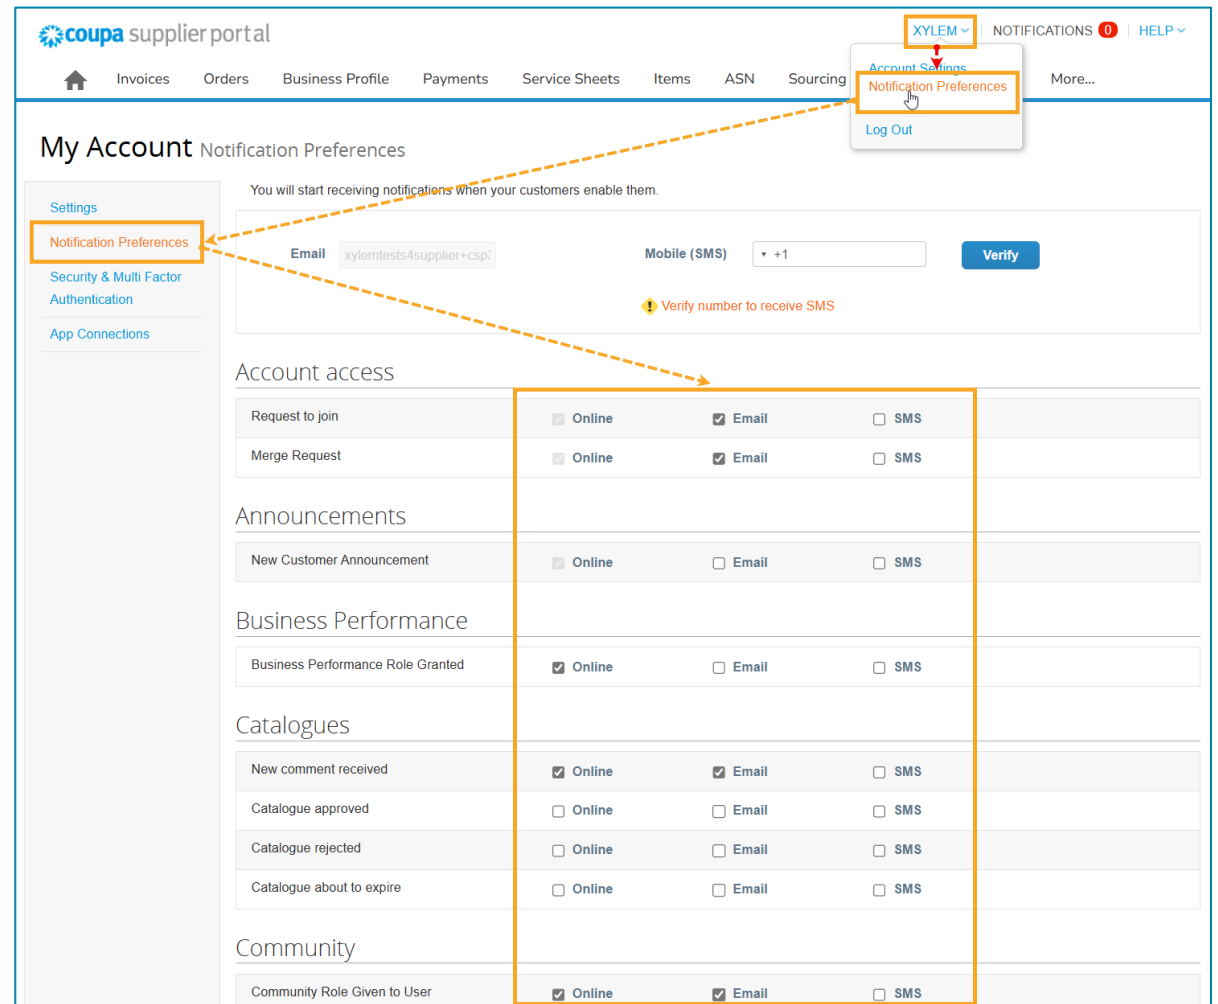 coupa supplier portal
XYLEM
NOTIFICATIONS 0
HELP
Invoices Orders Business Profile Payments Service Sheets Items ASN Sourcing More...
Account Settings
Notification Preferences
Log Out
My Account Notification Preferences
Settings
Notification Preferences
Security & Multi Factor
Authentication
App Connections
You will start receiving notifications when your customers enable them.
Email xylemtests4supplier+csp Mobile (SMS) +1 Verify
Verify number to receive SMS
Account access
Request to join Online Email SMS
Merge Request Online Email SMS
Announcements
New Customer Announcement Online Email SMS
Business Performance
Business Performance Role Granted Online Email SMS
Catalogues
New comment received Online Email SMS
Catalogue approved Online Email SMS
Catalogue rejected Online Email SMS
Catalogue about to expire Online Email SMS
Community
Community Role Given to User Online Email SMS